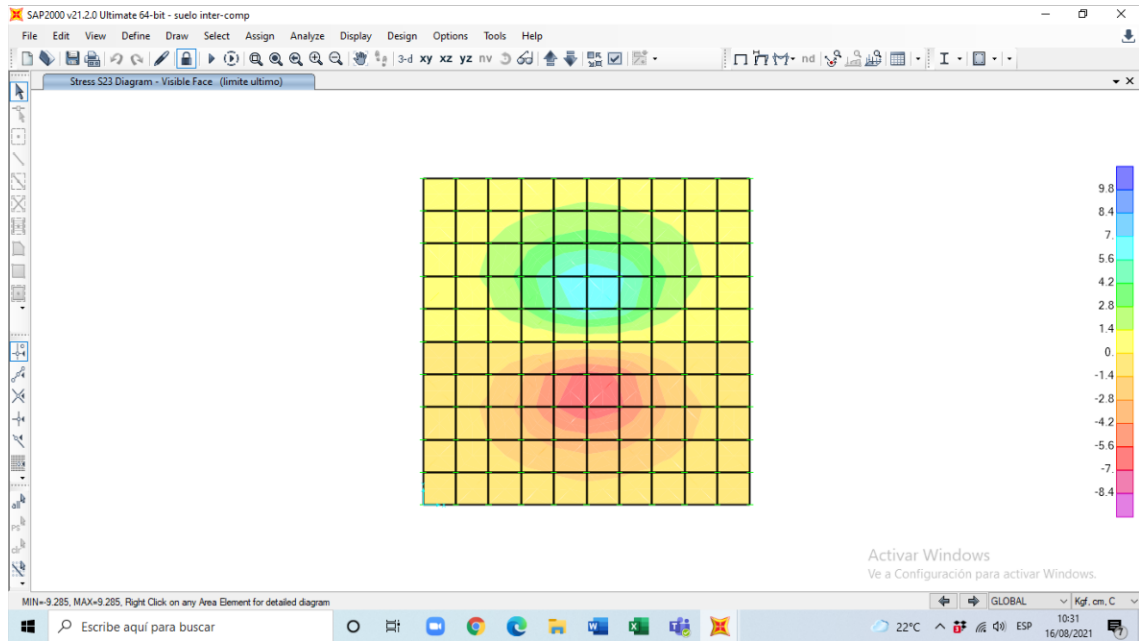 SAP2000 v21.2.0 Ultimate 64-bit - suelo inter-comp
File Edit View Define Draw Select Assign Analyze Display Design Options Tools Help
3-d xy xz yz nv nd
Stress S23 Diagram - Visible Face (limite ultimo)
9.8
8.4
7.
5.6
4.2
2.8
1.4
0.
-1.4
-2.8
-4.2
-5.6
-7.
-8.4
all
ps
clr
Activar Windows
Ve a Configuración para activar Windows.
MIN=-9.285, MAX=9.285, Right Click on any Area Element for detailed diagram
GLOBAL
Kgf, cm, C
Escribe aquí para buscar
22°C
ESP
10:31
16/08/2021